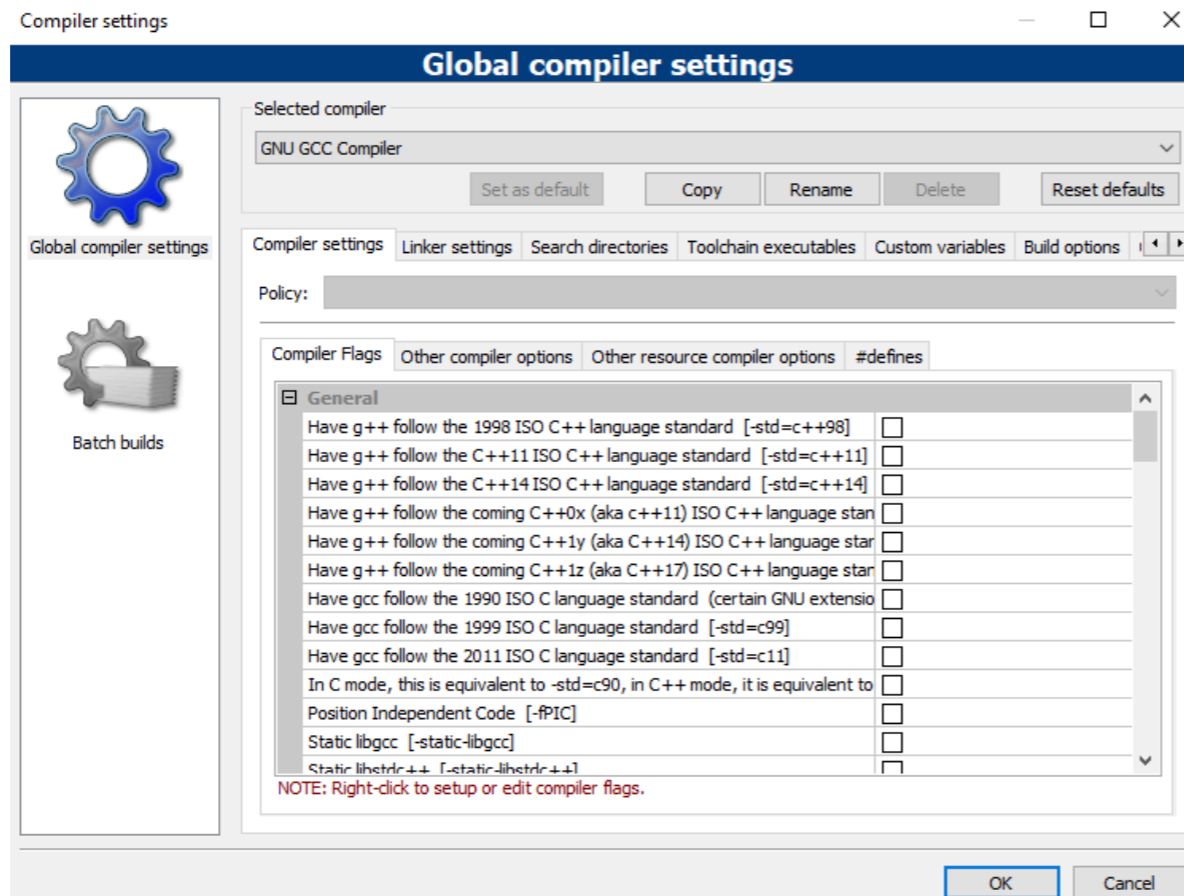 Compiler settings
Global compiler settings
Selected compiler
GNU GCC Compiler
Set as default Copy Rename Delete Reset defaults
Global compiler settings
Batch builds
Compiler settings Linker settings Search directories Toolchain executables Custom variables Build options
Policy:
Compiler Flags Other compiler options Other resource compiler options #defines
General
Have g++ follow the 1998 ISO C++ language standard [-std=c++98]
Have g++ follow the C++11 ISO C++ language standard [-std=c++11]
Have g++ follow the C++14 ISO C++ language standard [-std=c++14]
Have g++ follow the coming C++0x (aka c++11) ISO C++ language stan
Have g++ follow the coming C++1y (aka C++14) ISO C++ language star
Have g++ follow the coming C++1z (aka C++17) ISO C++ language stan
Have gcc follow the 1990 ISO C language standard (certain GNU extensio
Have gcc follow the 1999 ISO C language standard [-std=c99]
Have gcc follow the 2011 ISO C language standard [-std=c11]
In C mode, this is equivalent to -std=c90, in C++ mode, it is equivalent to
Position Independent Code [-fPIC]
Static libgcc [-static-libgcc]
Static libstdc++ [-static-libstdc++]
NOTE: Right-click to setup or edit compiler flags.
OK Cancel